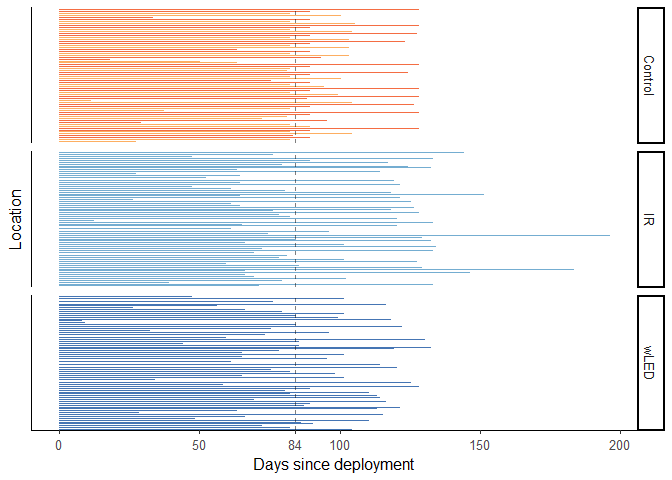 Control
IR
wLED
Location
0 50 84 100 150 200
Days since deployment